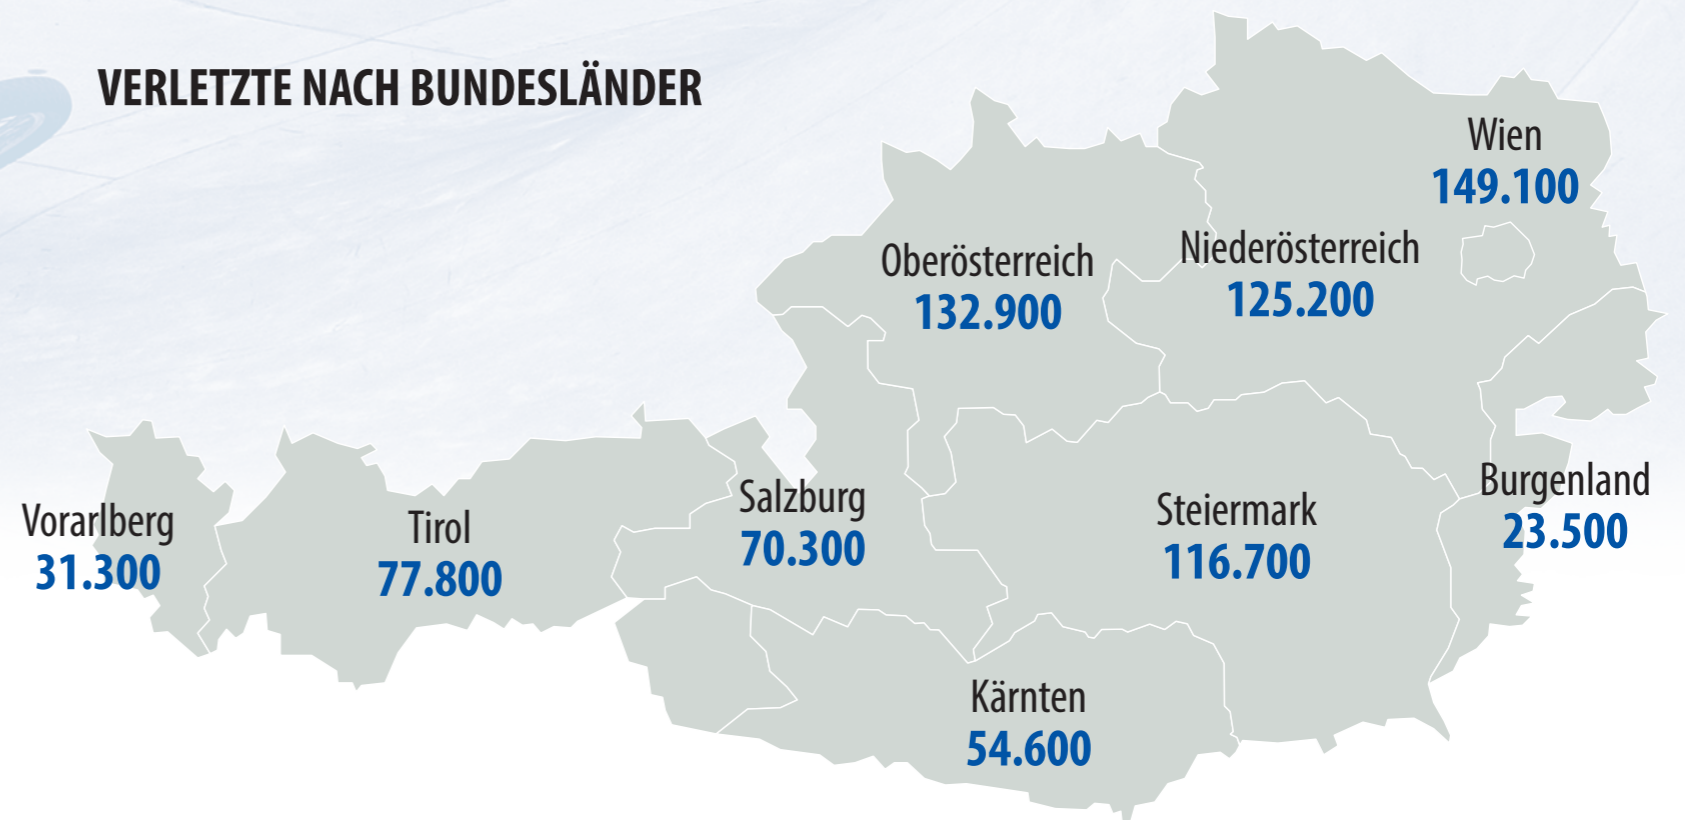 VERLETZTE NACH BUNDESLÄNDER
Wien
149.100
Oberösterreich
132.900
Niederösterreich
125.200
Vorarlberg
31.300
Tirol
77.800
Salzburg
70.300
Steiermark
116.700
Burgenland
23.500
Kärnten
54.600